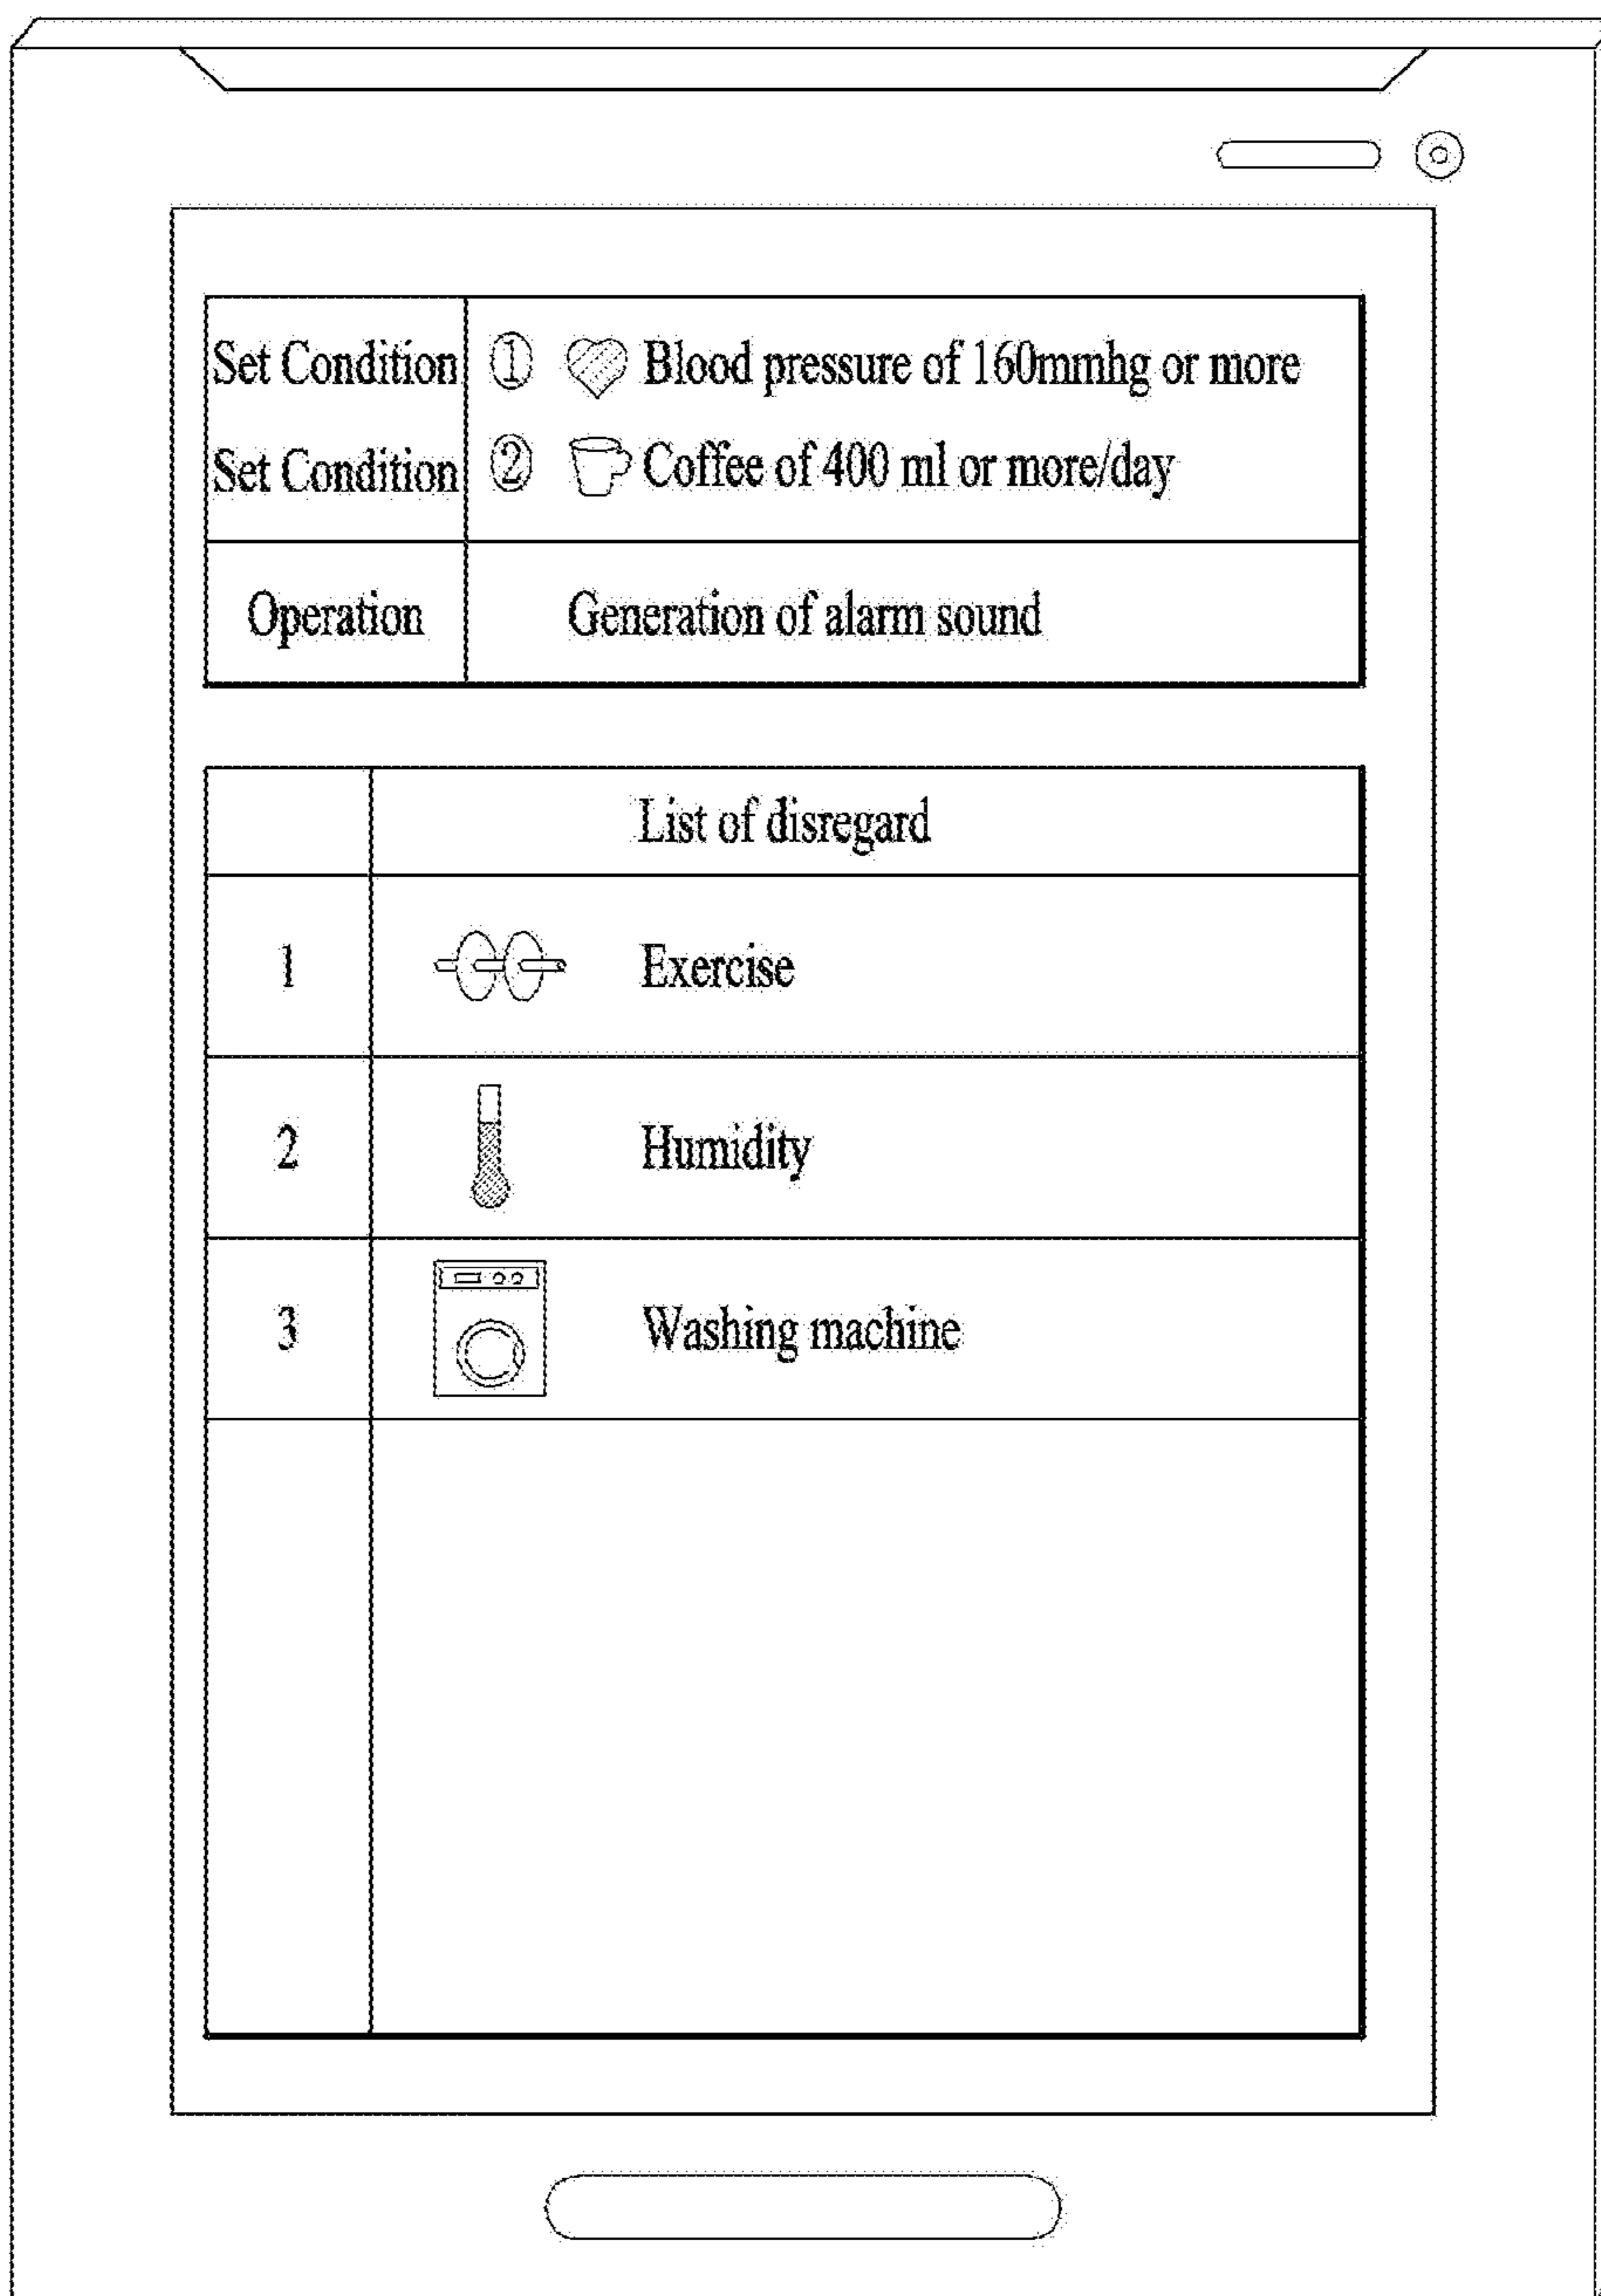 Set Condition ① Blood pressure of 160mmhg or more
Set Condition ② Coffee of 400 ml or more/day
Operation Generation of alarm sound
List of disregard
1 Exercise
2 Humidity
3 Washing machine